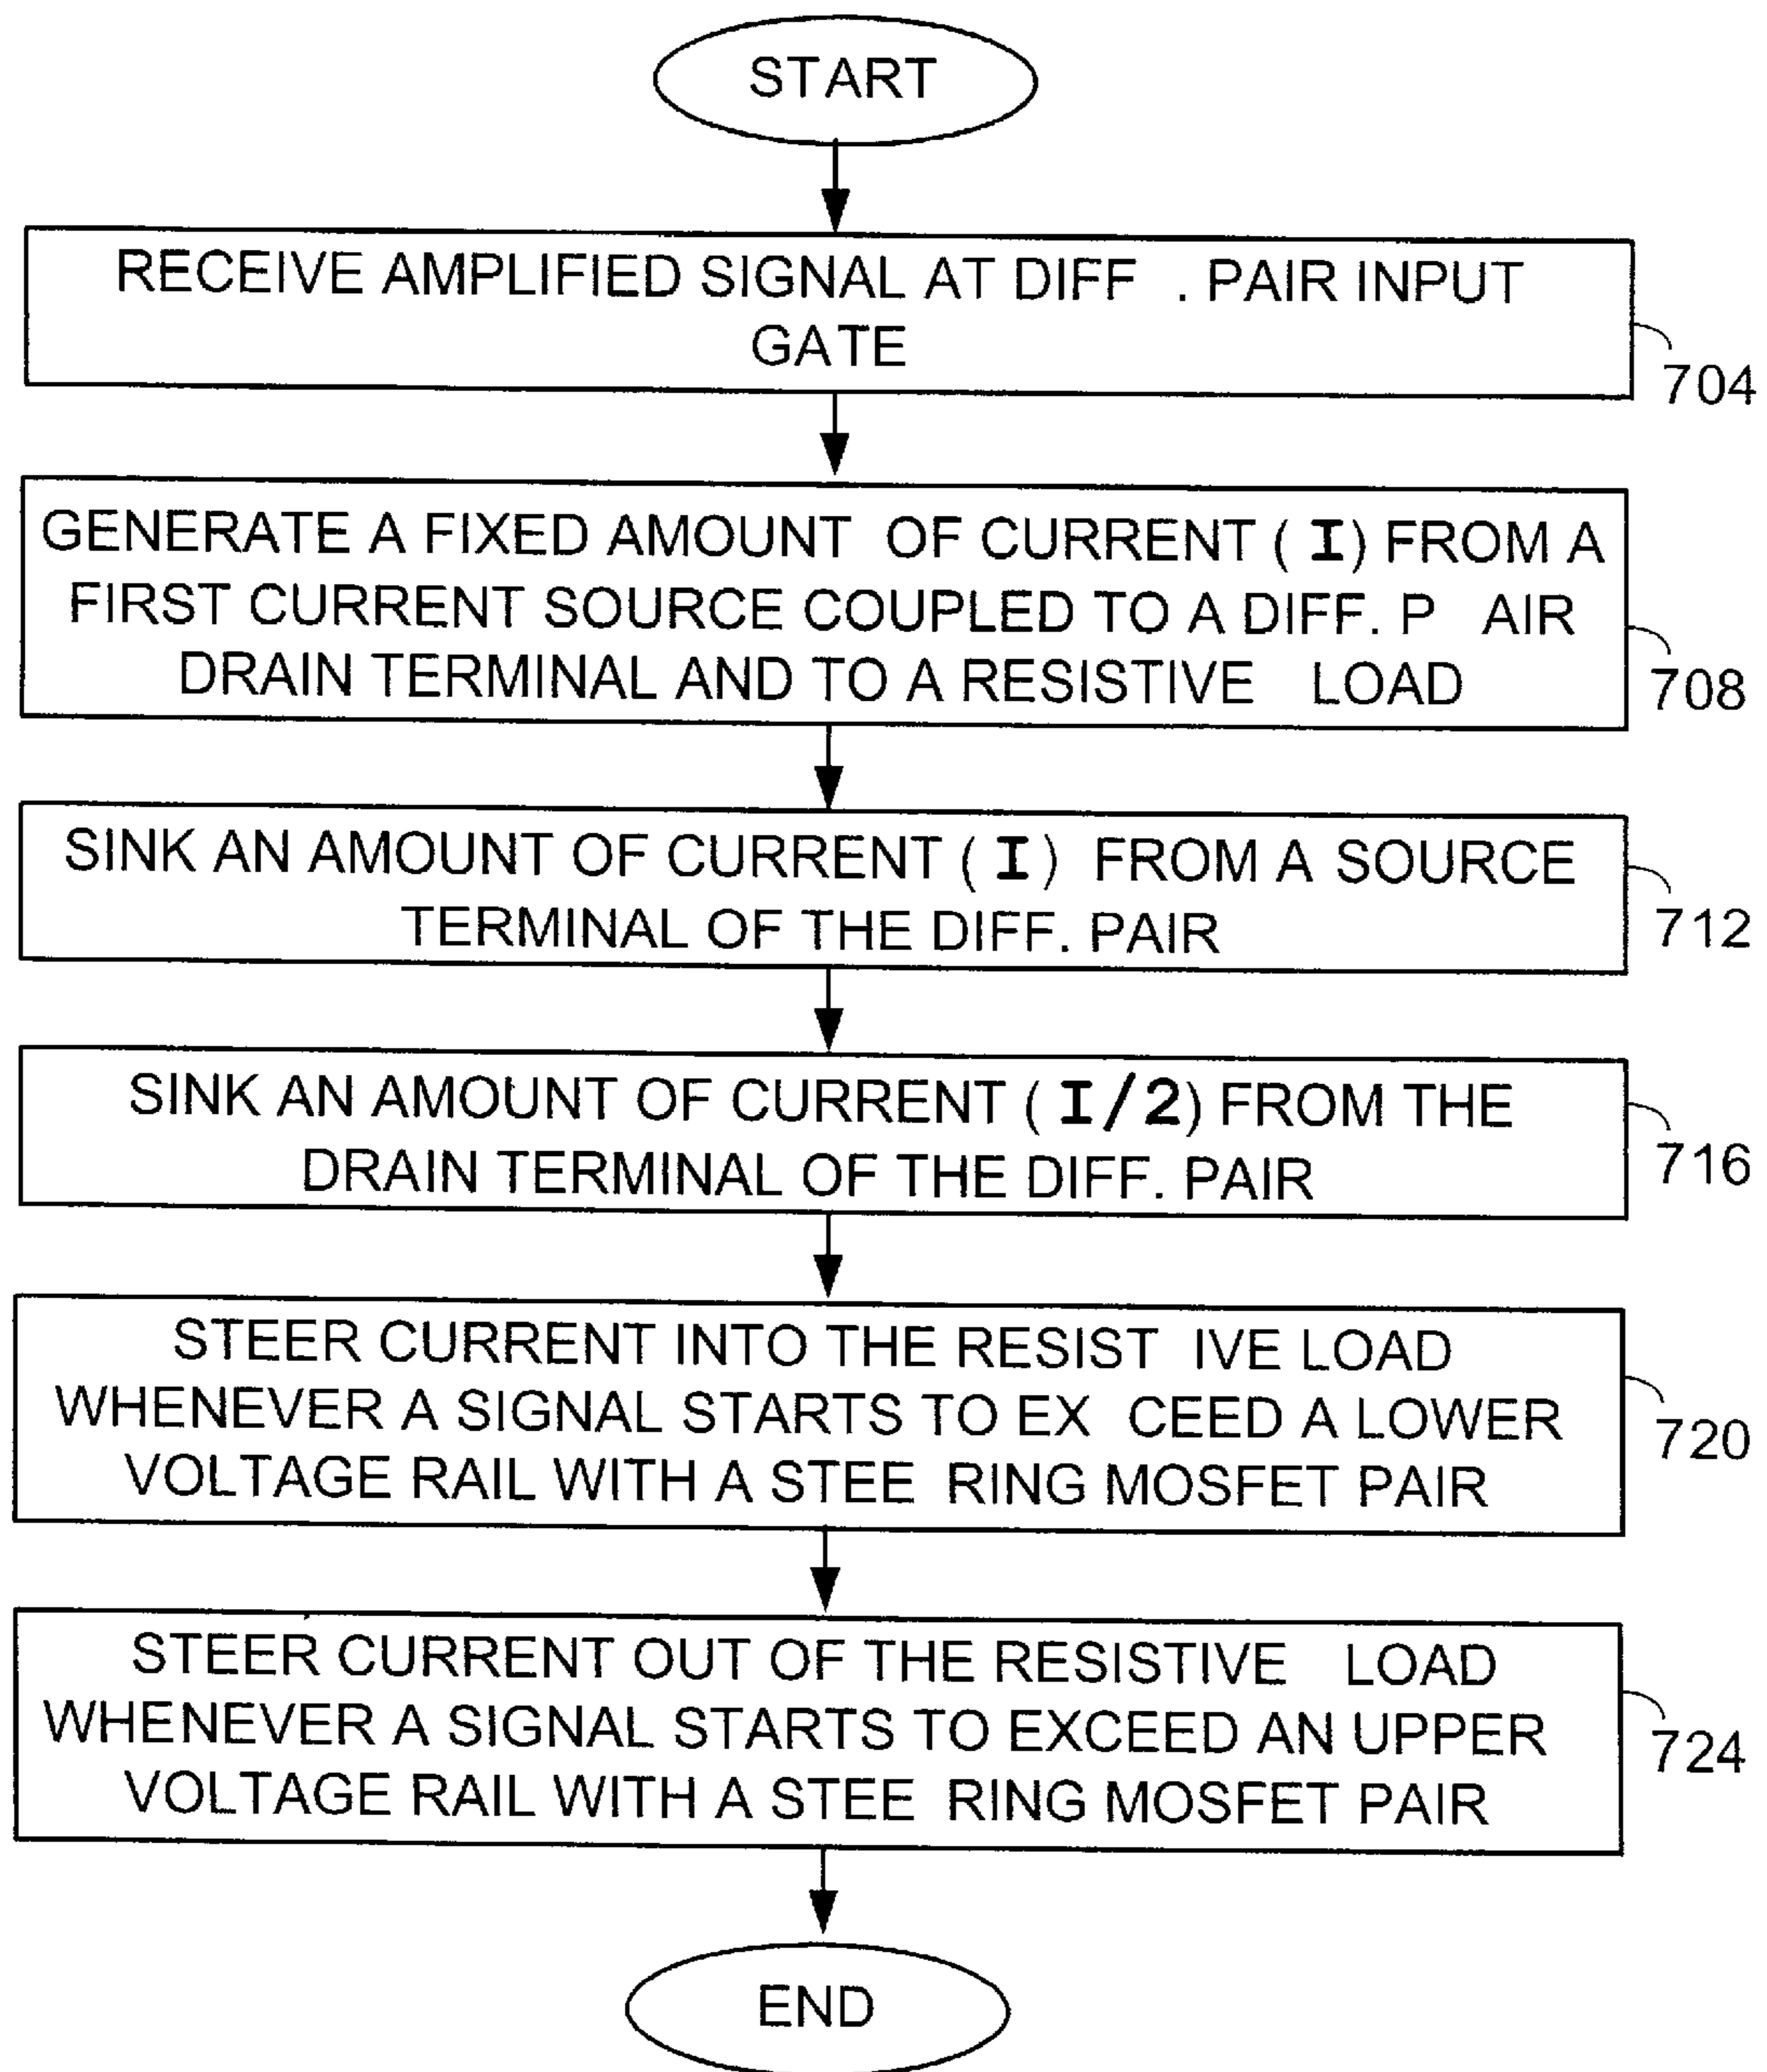 START
RECEIVE AMPLIFIED SIGNAL AT DIFF . PAIR INPUT
GATE
704
GENERATE A FIXED AMOUNT OF CURRENT ( I ) FROM A
FIRST CURRENT SOURCE COUPLED TO A DIFF. P AIR
DRAIN TERMINAL AND TO A RESISTIVE LOAD
708
SINK AN AMOUNT OF CURRENT ( I ) FROM A SOURCE
TERMINAL OF THE DIFF. PAIR
712
SINK AN AMOUNT OF CURRENT ( I/2 ) FROM THE
DRAIN TERMINAL OF THE DIFF. PAIR
716
STEER CURRENT INTO THE RESIST IVE LOAD
WHENEVER A SIGNAL STARTS TO EX CEED A LOWER
VOLTAGE RAIL WITH A STEE RING MOSFET PAIR
720
STEER CURRENT OUT OF THE RESISTIVE LOAD
WHENEVER A SIGNAL STARTS TO EXCEED AN UPPER
VOLTAGE RAIL WITH A STEE RING MOSFET PAIR
724
END